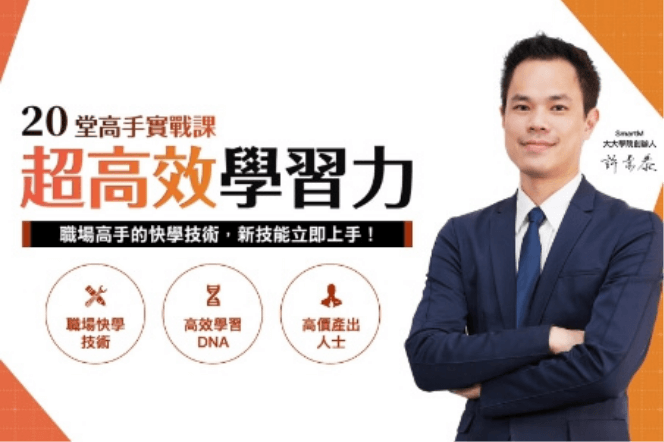 20 堂高手實戰課
超高效學習力
職場高手的快學技術，新技能立即上手！
職場快學
技術
高效學習
DNA
高價產出
人士
SmartM
大大學院創辦人
許景泰